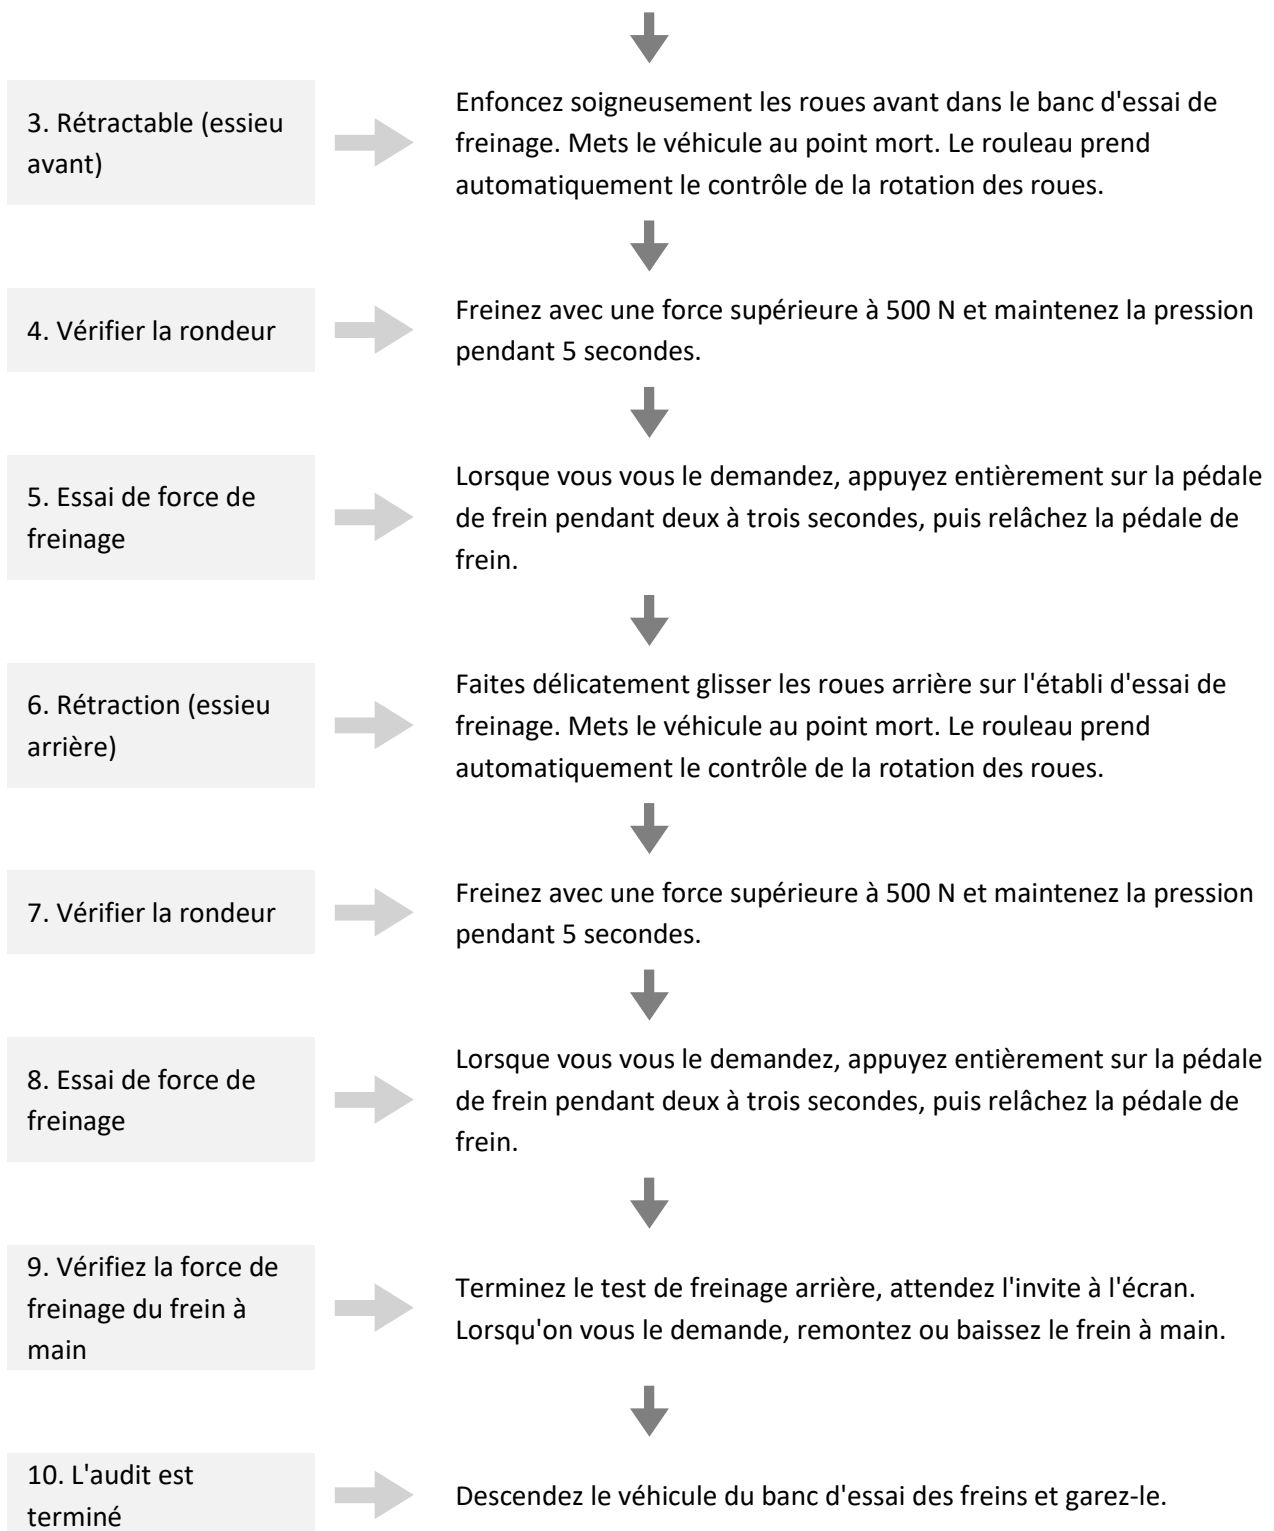 3. Rétractable (essieu
avant)
Enfoncez soigneusement les roues avant dans le banc d'essai de
freinage. Mets le véhicule au point mort. Le rouleau prend
automatiquement le contrôle de la rotation des roues.
4. Vérifier la rondeur
Freinez avec une force supérieure à 500 N et maintenez la pression
pendant 5 secondes.
5. Essai de force de
freinage
Lorsque vous vous le demandez, appuyez entièrement sur la pédale
de frein pendant deux à trois secondes, puis relâchez la pédale de
frein.
6. Rétraction (essieu
arrière)
Faites délicatement glisser les roues arrière sur l'établi d'essai de
freinage. Mets le véhicule au point mort. Le rouleau prend
automatiquement le contrôle de la rotation des roues.
7. Vérifier la rondeur
Freinez avec une force supérieure à 500 N et maintenez la pression
pendant 5 secondes.
8. Essai de force de
freinage
Lorsque vous vous le demandez, appuyez entièrement sur la pédale
de frein pendant deux à trois secondes, puis relâchez la pédale de
frein.
9. Vérifiez la force de
freinage du frein à
main
Terminez le test de freinage arrière, attendez l'invite à l'écran.
Lorsqu'on vous le demande, remontez ou baissez le frein à main.
10. L'audit est
terminé
Descendez le véhicule du banc d'essai des freins et garez-le.